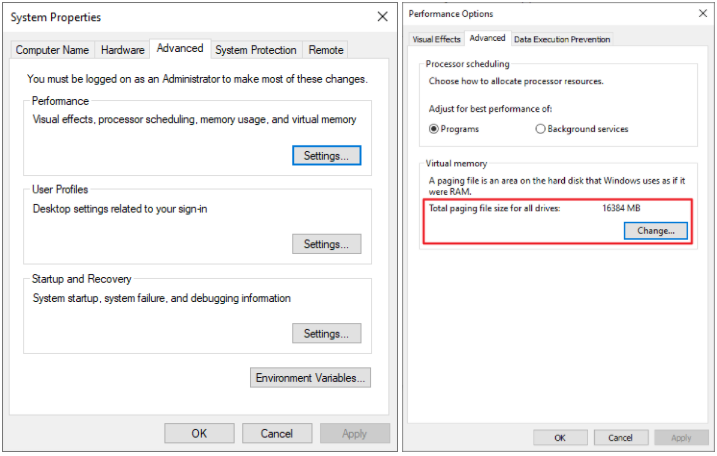 System Properties
Computer Name
Hardware
Advanced
System Protection
Remote
You must be logged on as an Administrator to make most of these changes.
Performance
Visual effects, processor scheduling, memory usage, and virtual memory
Settings...
User Profiles
Desktop settings related to your sign-in
Settings...
Startup and Recovery
System startup, system failure, and debugging information
Settings...
Environment Variables...
OK
Cancel
Apply
Performance Options
Visual Effects
Advanced
Data Execution Prevention
Processor scheduling
Choose how to allocate processor resources.
Adjust for best performance of:
Programs
Background services
Virtual memory
A paging file is an area on the hard disk that Windows uses as if it
were RAM.
Total paging file size for all drives: 16384 MB
Change...
OK
Cancel
Apply